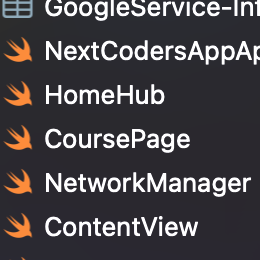 GoogleService-Inf
NextCodersAppAp
HomeHub
CoursePage
NetworkManager
ContentView